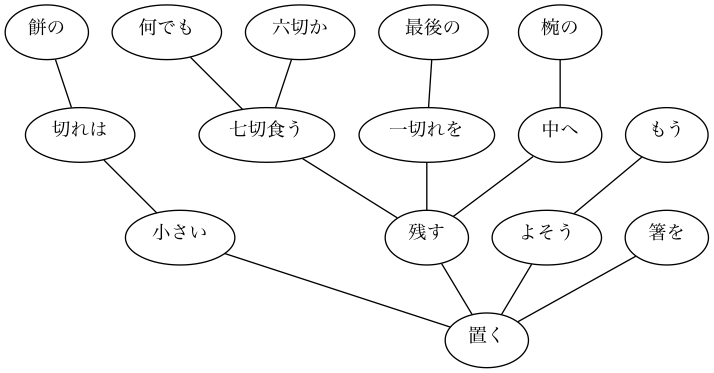 餅の
何でも
六切か
最後の
椀の
切れは
七切食う
一切れを
中へ
もう
小さい
残す
よそう
箸を
置く